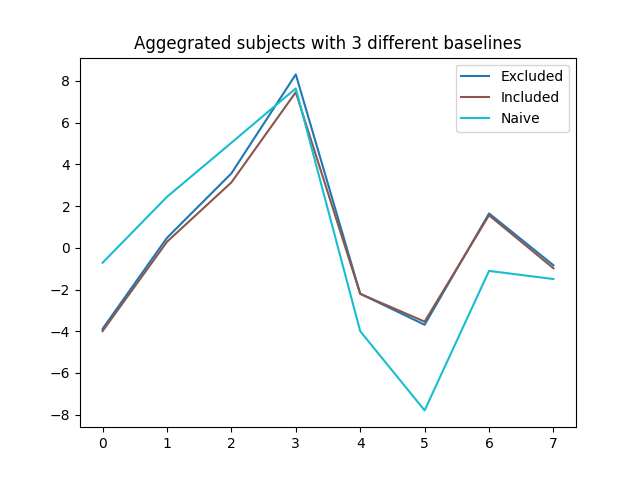 Aggegrated subjects with 3 different baselines
Excluded
Included
Naive
8
6
4
2
0
−2
−4
−6
−8
0 1 2 3 4 5 6 7